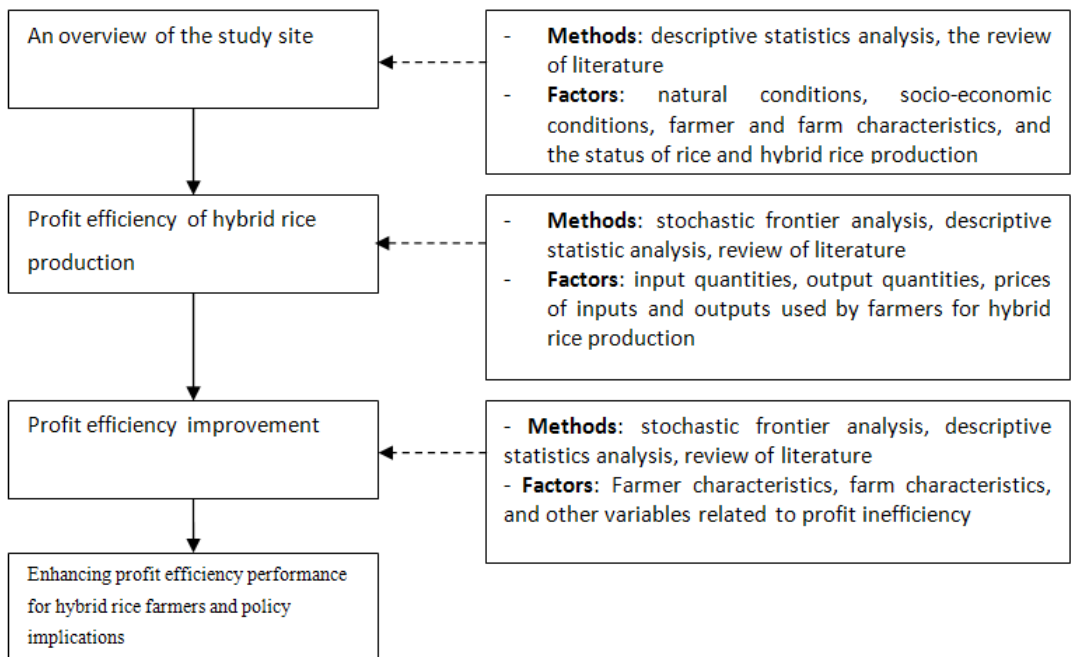 An overview of the study site
- Methods: descriptive statistics analysis, the review
of literature
- Factors: natural conditions, socio-economic
conditions, farmer and farm characteristics, and
the status of rice and hybrid rice production
Profit efficiency of hybrid rice
production
- Methods: stochastic frontier analysis, descriptive
statistic analysis, review of literature
- Factors: input quantities, output quantities, prices
of inputs and outputs used by farmers for hybrid
rice production
Profit efficiency improvement
- Methods: stochastic frontier analysis, descriptive
statistics analysis, review of literature
- Factors: Farmer characteristics, farm characteristics,
and other variables related to profit inefficiency
Enhancing profit efficiency performance
for hybrid rice farmers and policy
implications